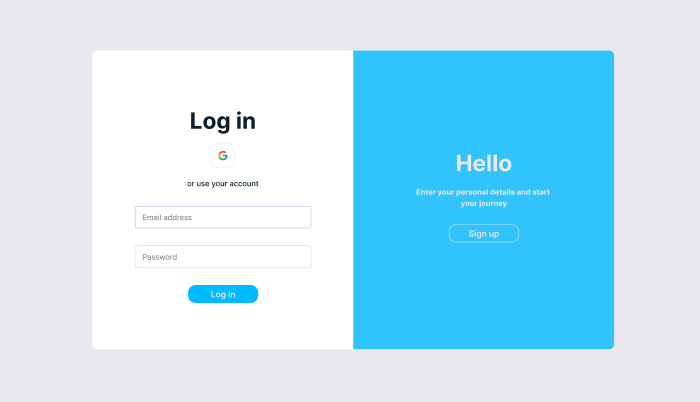 Log in
or use your account
Email address
Password
Log in
Hello
Enter your personal details and start
your journey
Sign up